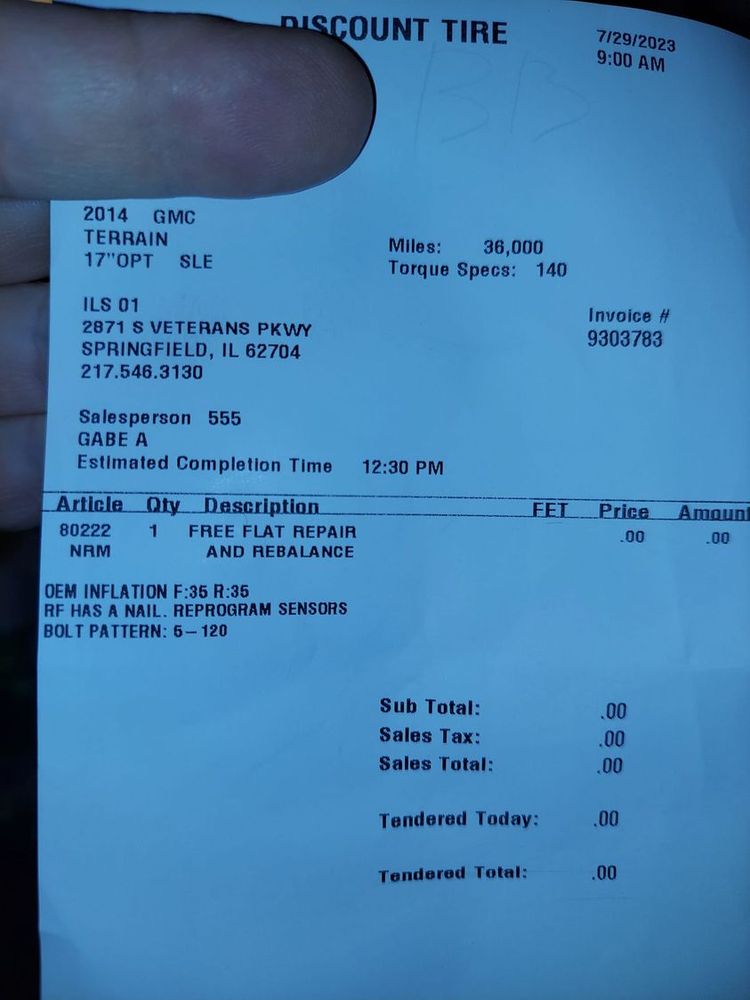 DISCOUNT TIRE
7/29/2023
9:00 AM
BB
2014 GMC
TERRAIN
17"OPT SLE
Miles: 36,000
Torque Specs: 140
ILS 01
2871 S VETERANS PKWY
SPRINGFIELD, IL 62704
217.546.3130
Invoice #
9303783
Salesperson 555
GABE A
Estimated Completion Time 12:30 PM
Article Qty Description FET Price Amount
80222 1 FREE FLAT REPAIR .00 .00
NRM AND REBALANCE
OEM INFLATION F:35 R:35
RF HAS A NAIL. REPROGRAM SENSORS
BOLT PATTERN: 5-120
Sub Total: .00
Sales Tax: .00
Sales Total: .00
Tendered Today: .00
Tendered Total: .00